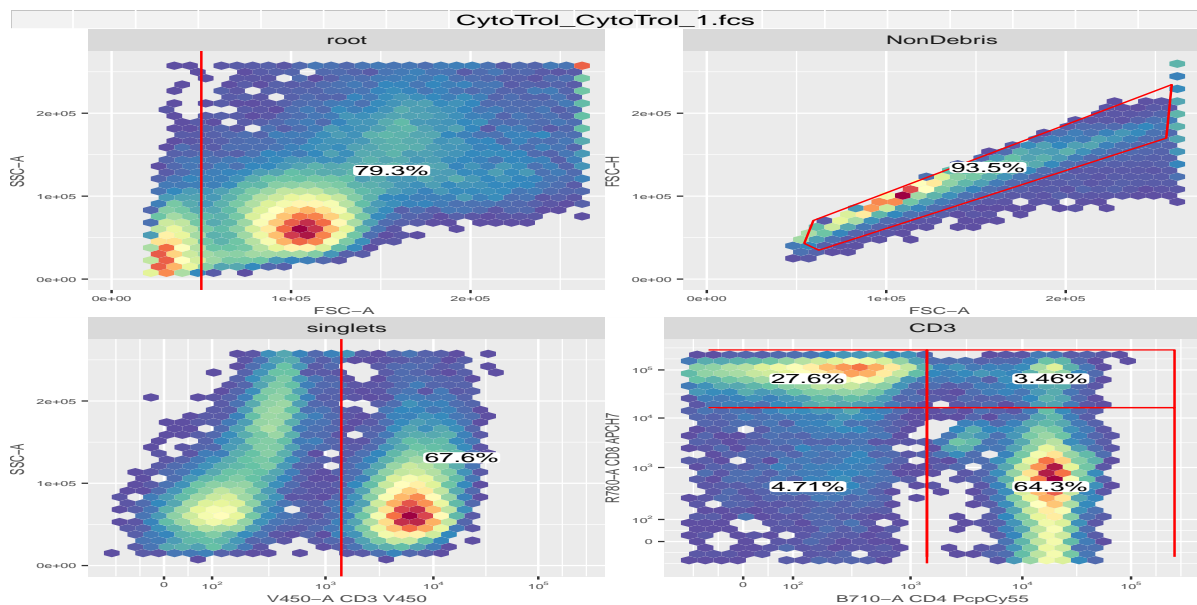 CytoTrol_CytoTrol_1.fcs
root
SSC-A
2e+05
1e+05
0e+00
79.3%
0e+00 1e+05 2e+05
FSC-A
NonDebris
FSC-H
2e+05
1e+05
0e+00
93.5%
0e+00 1e+05 2e+05
FSC-A
singlets
SSC-A
2e+05
1e+05
0e+00
67.6%
0 10² 10³ 10⁴ 10⁵
V450-A CD3 V450
CD3
R780-A CD8 APCH7
10⁵
10⁴
10³
10²
0
27.6% 3.46%
4.71% 64.3%
0 10² 10³ 10⁴ 10⁵
B710-A CD4 PcpCy55